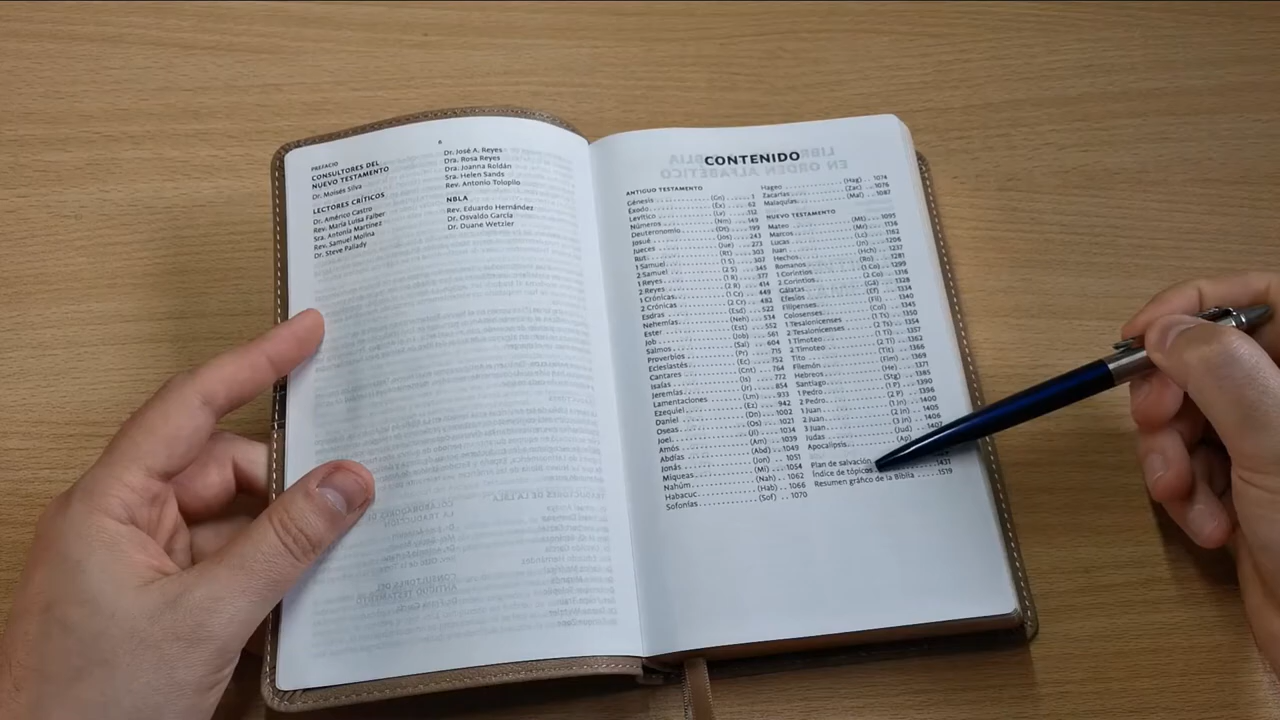 PREFACIO
8
CONSULTORES DEL
NUEVO TESTAMENTO
Dr. Moisés Silva
LECTORES CRÍTICOS
Dr. Américo Castro
Rev. María Luisa Faiber
Sra. Antonia Martínez
Rev. Samuel Molina
Dr. Steve Pallady
Dr. José A. Reyes
Dra. Rosa Reyes
Dra. Joanna Roldán
Sra. Helen Sands
Rev. Antonio Tolopilo
NBLA
Rev. Eduardo Hernández
Dr. Osvaldo García
Dr. Duane Wetzler
CONTENIDO
ANTIGUO TESTAMENTO
Génesis (Gn) 1
Éxodo (Ex) 62
Levítico (Lv) 112
Números (Nm) 149
Deuteronomio (Dt) 199
Josué (Jos) 243
Jueces (Jue) 273
Rut (Rt) 303
1 Samuel (1 S) 307
2 Samuel (2 S) 345
1 Reyes (1 R) 377
2 Reyes (2 R) 414
1 Crónicas (1 Cr) 449
2 Crónicas (2 Cr) 482
Esdras (Esd) 522
Nehemías (Neh) 534
Ester (Est) 552
Job (Job) 561
Salmos (Sal) 604
Proverbios (Pr) 715
Eclesiastés (Ec) 752
Cantares (Cnt) 764
Isaías (Is) 772
Jeremías (Jr) 854
Lamentaciones (Lm) 933
Ezequiel (Ez) 942
Daniel (Dn) 1002
Oseas (Os) 1021
Joel (Jl) 1034
Amós (Am) 1039
Abdías (Abd) 1049
Jonás (Jon) 1051
Miqueas (Mi) 1054
Nahúm (Nah) 1062
Habacuc (Hab) 1066
Sofonías (Sof) 1070
Hageo (Hag) 1074
Zacarías (Zac) 1076
Malaquías (Mal) 1087
NUEVO TESTAMENTO
Mateo (Mt) 1095
Marcos (Mr) 1136
Lucas (Lc) 1162
Juan (Jn) 1206
Hechos (Hch) 1237
Romanos (Ro) 1281
1 Corintios (1 Co) 1299
2 Corintios (2 Co) 1316
Gálatas (Gá) 1328
Efesios (Ef) 1334
Filipenses (Fil) 1340
Colosenses (Col) 1345
1 Tesalonicenses (1 Ts) 1350
2 Tesalonicenses (2 Ts) 1354
1 Timoteo (1 Ti) 1357
2 Timoteo (2 Ti) 1362
Tito (Tit) 1366
Filemón (Flm) 1369
Hebreos (He) 1371
Santiago (Stg) 1385
1 Pedro (1 P) 1390
2 Pedro (2 P) 1396
1 Juan (1 Jn) 1400
2 Juan (2 Jn) 1405
3 Juan (3 Jn) 1406
Judas (Jud) 1407
Apocalipsis (Ap)
Plan de salvación
Índice de tópicos 1431
Resumen gráfico de la Biblia 1519